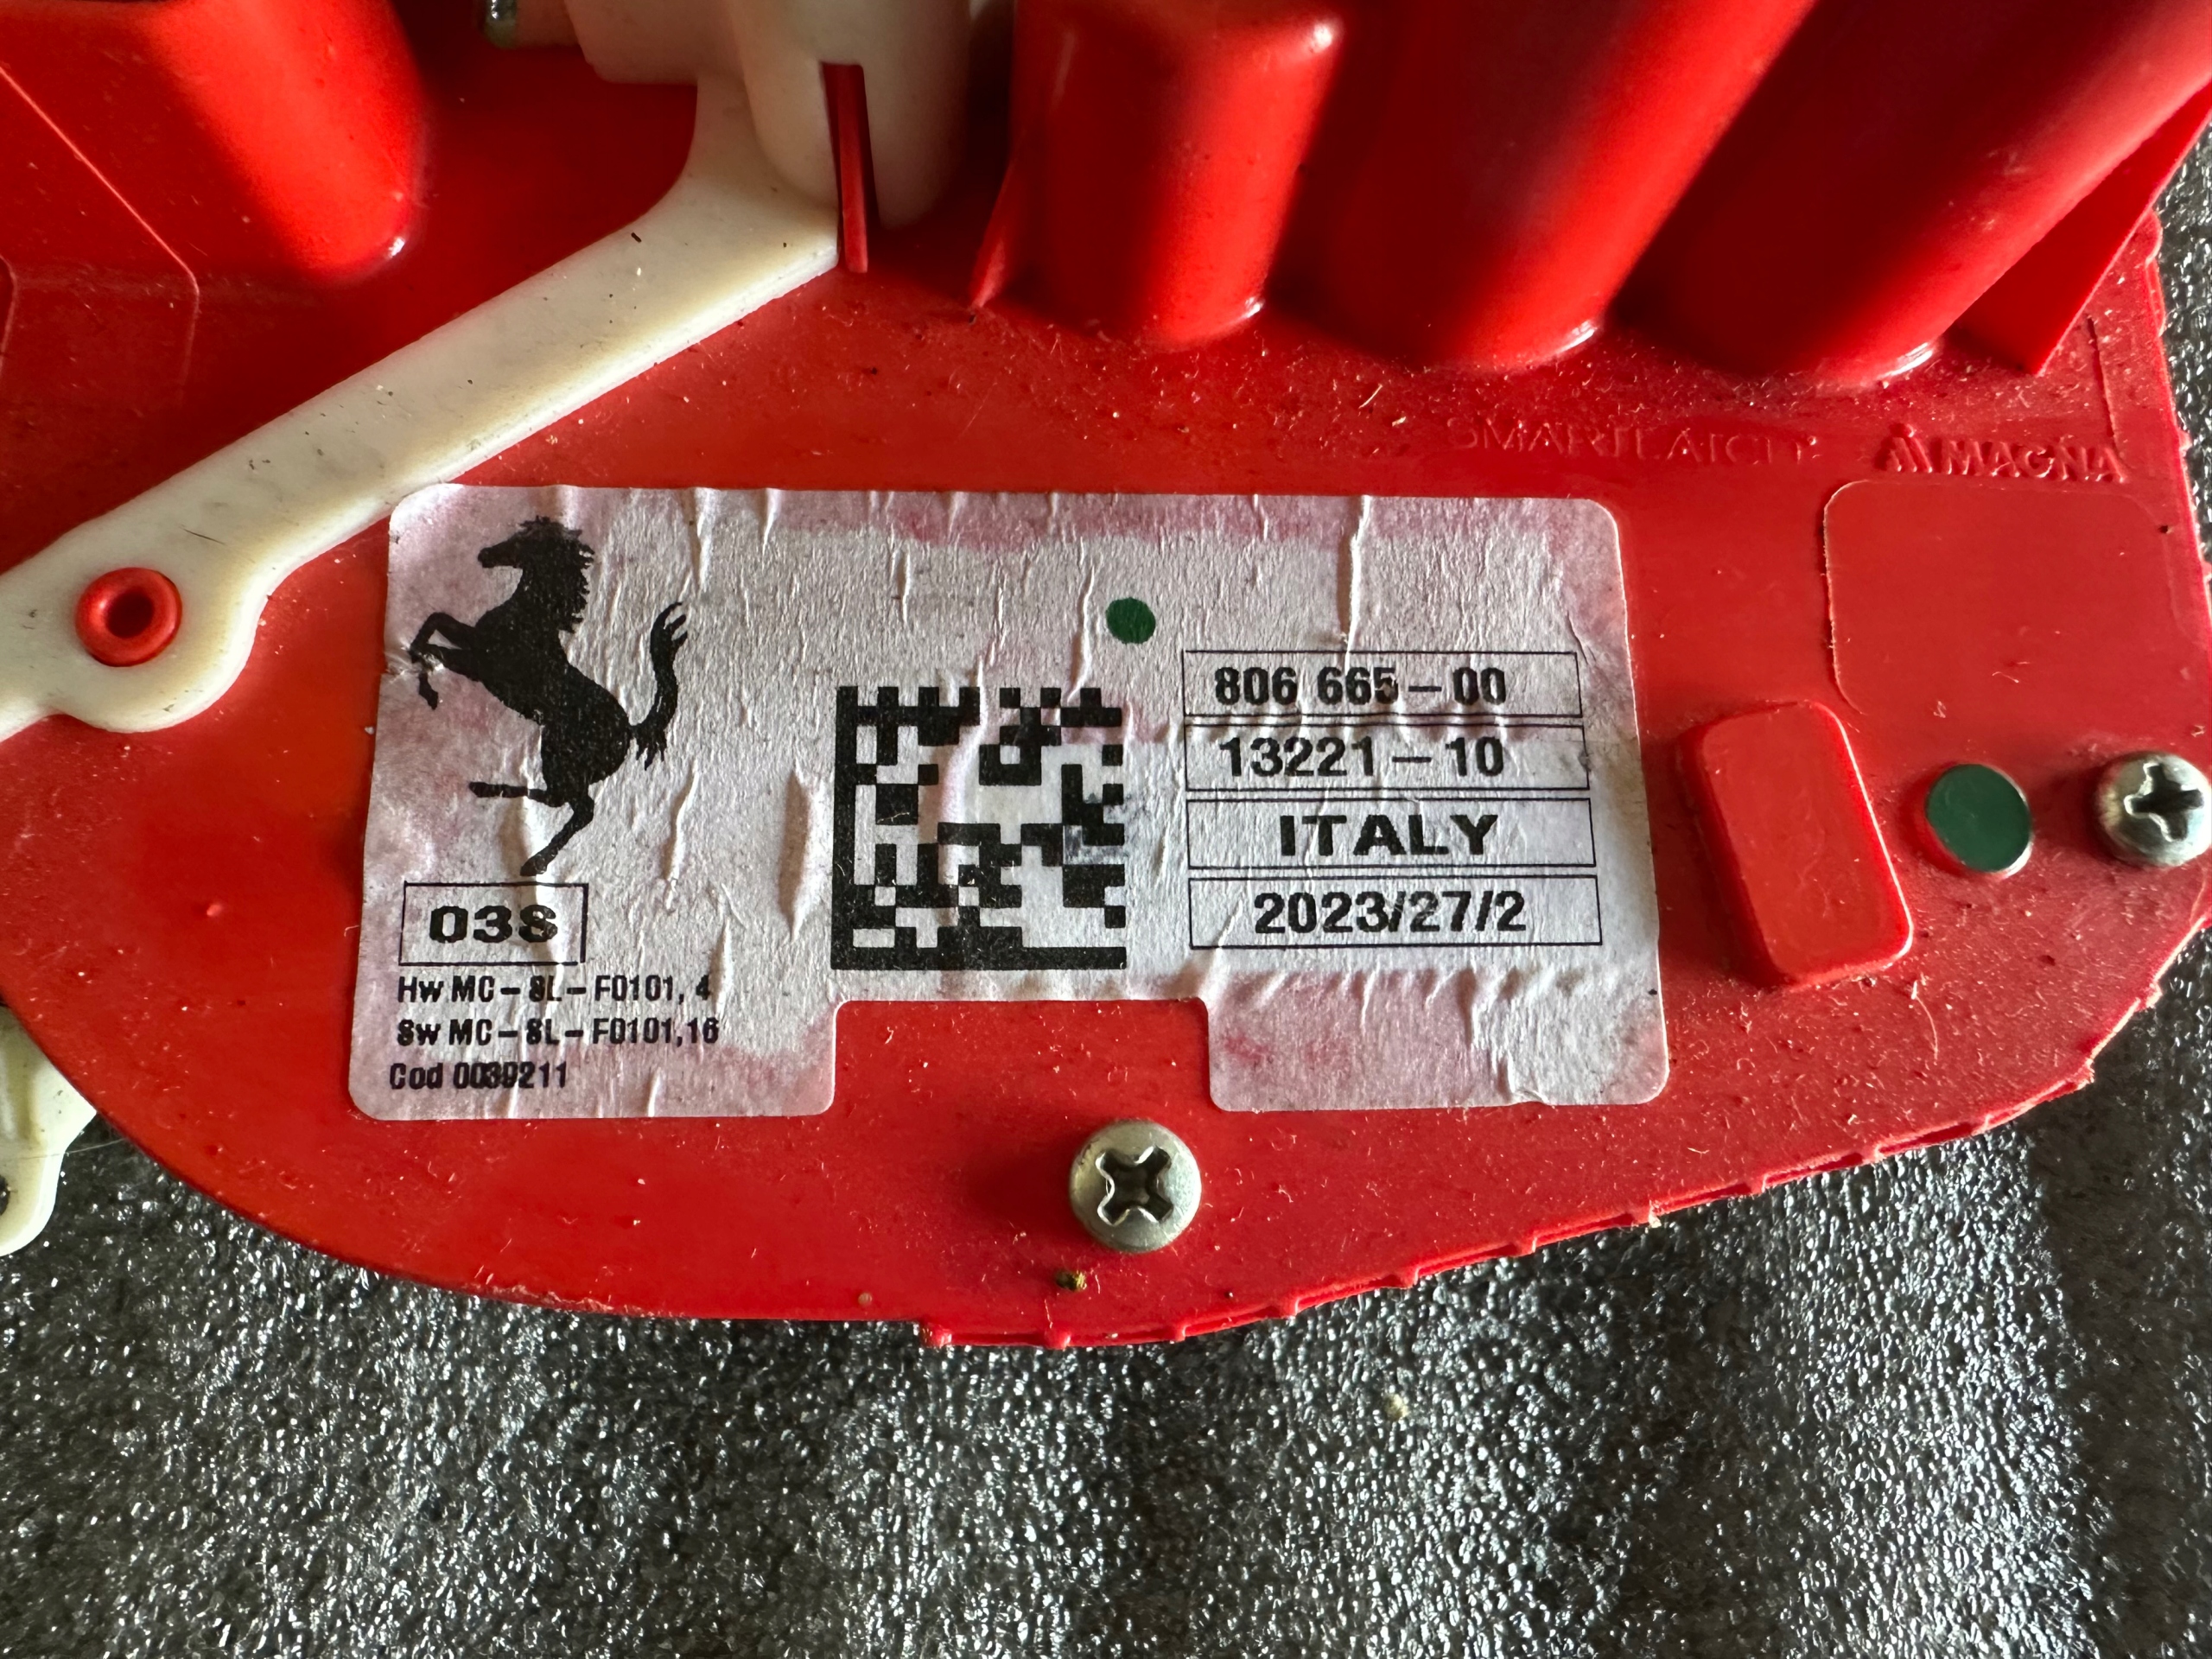 SMARTLATCH
MAGNA
806 665-00
13221-10
ITALY
2023/27/2
03S
Hw MC-SL-F0101, 4
Sw MC-SL-F0101,16
Cod 0039211